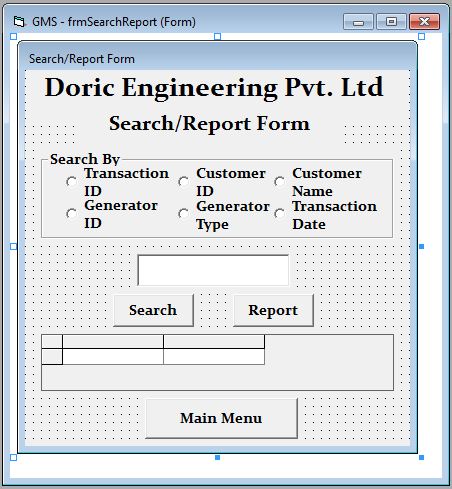 GMS - frmSearchReport (Form)
Search/Report Form
Doric Engineering Pvt. Ltd
Search/Report Form
Search By
Transaction ID
Customer ID
Customer Name
Generator ID
Generator Type
Transaction Date
Search
Report
Main Menu